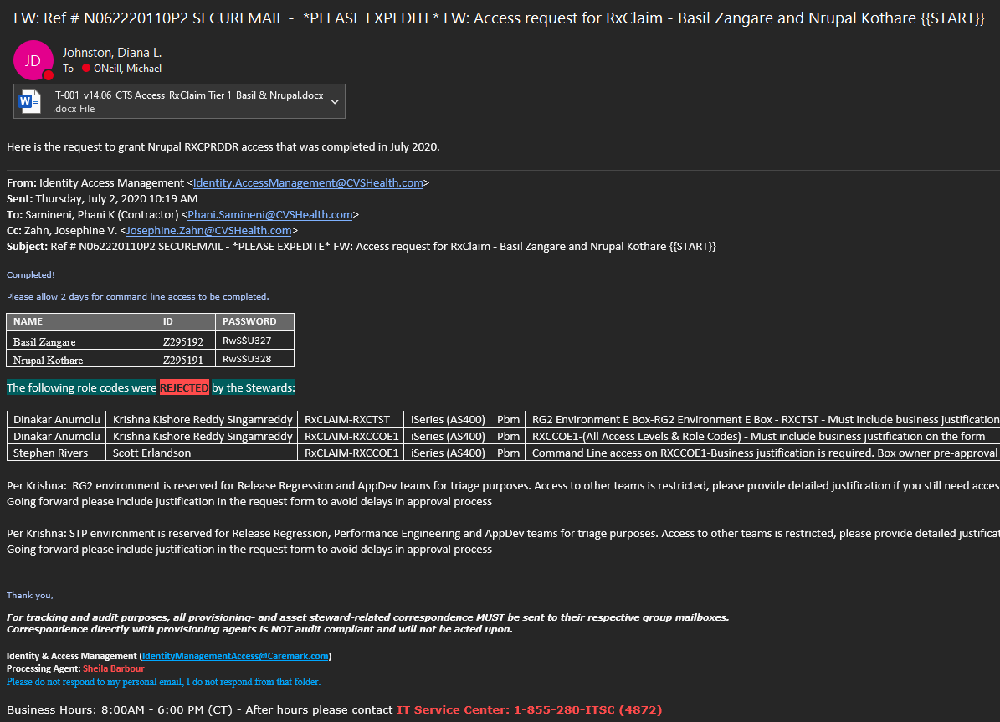 FW: Ref # N062220110P2 SECUREMAIL - *PLEASE EXPEDITE* FW: Access request for RxClaim - Basil Zangare and Nrupal Kothare {{START}}
JD
Johnston, Diana L.
To ONeill, Michael
IT-001_v14.06_CTS Access_RxClaim Tier 1_Basil & Nrupal.docx
.docx File
Here is the request to grant Nrupal RXCPRDDR access that was completed in July 2020.
From: Identity Access Management <Identity.AccessManagement@CVSHealth.com>
Sent: Thursday, July 2, 2020 10:19 AM
To: Samineni, Phani K (Contractor) <Phani.Samineni@CVSHealth.com>
Cc: Zahn, Josephine V. <Josephine.Zahn@CVSHealth.com>
Subject: Ref # N062220110P2 SECUREMAIL - *PLEASE EXPEDITE* FW: Access request for RxClaim - Basil Zangare and Nrupal Kothare {{START}}
Completed!
Please allow 2 days for command line access to be completed.
NAME ID PASSWORD
Basil Zangare Z295192 RwS$U327
Nrupal Kothare Z295191 RwS$U328
The following role codes were REJECTED by the Stewards:
Dinakar Anumolu Krishna Kishore Reddy Singamreddy RxCLAIM-RXCTST iSeries (AS400) Pbm RG2 Environment E Box-RG2 Environment E Box - RXCTST - Must include business justification
Dinakar Anumolu Krishna Kishore Reddy Singamreddy RxCLAIM-RXCCOE1 iSeries (AS400) Pbm RXCCOE1-(All Access Levels & Role Codes) - Must include business justification on the form
Stephen Rivers Scott Erlandson RxCLAIM-RXCCOE1 iSeries (AS400) Pbm Command Line access on RXCCOE1-Business justification is required. Box owner pre-approval
Per Krishna: RG2 environment is reserved for Release Regression and AppDev teams for triage purposes. Access to other teams is restricted, please provide detailed justification if you still need acces
Going forward please include justification in the request form to avoid delays in approval process
Per Krishna: STP environment is reserved for Release Regression, Performance Engineering and AppDev teams for triage purposes. Access to other teams is restricted, please provide detailed justificat
Going forward please include justification in the request form to avoid delays in approval process
Thank you,
For tracking and audit purposes, all provisioning- and asset steward-related correspondence MUST be sent to their respective group mailboxes.
Correspondence directly with provisioning agents is NOT audit compliant and will not be acted upon.
Identity & Access Management (IdentityManagementAccess@Caremark.com)
Processing Agent: Sheila Barbour
Please do not respond to my personal email, I do not respond from that folder.
Business Hours: 8:00AM - 6:00 PM (CT) - After hours please contact IT Service Center: 1-855-280-ITSC (4872)